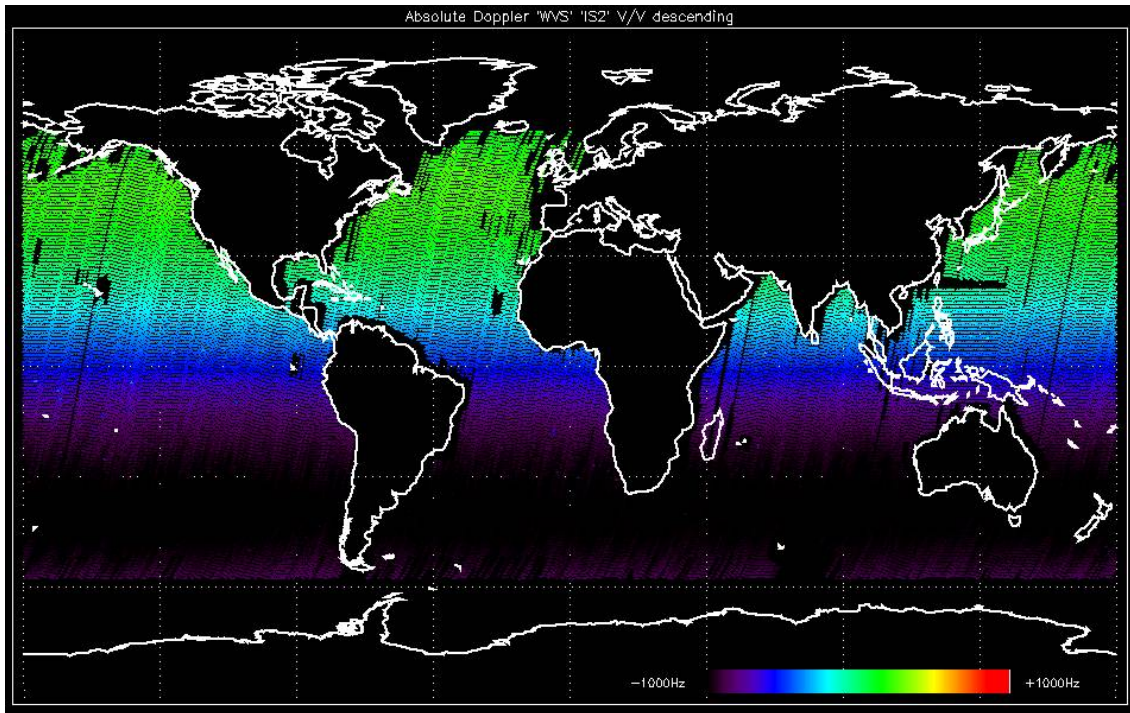 Absolute Doppler 'WVS' 'IS2' V/V descending
-1000Hz +1000Hz